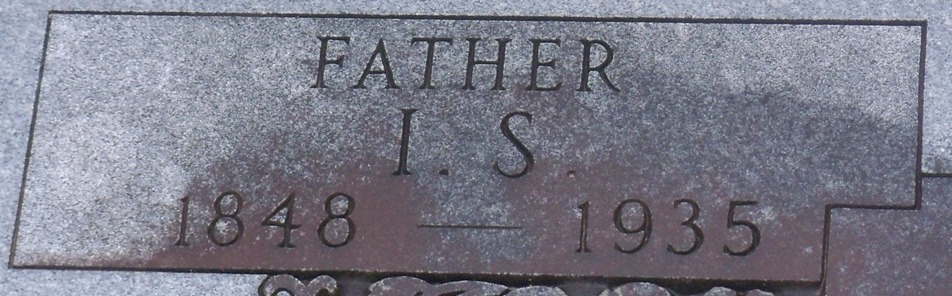 FATHER
I. S.
1848 — 1935